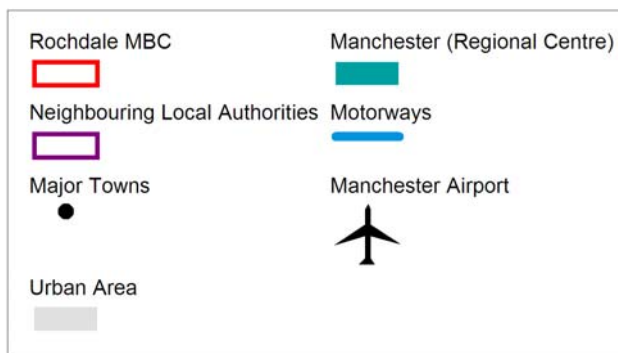 Rochdale MBC
Manchester (Regional Centre)
Neighbouring Local Authorities
Motorways
Major Towns
Manchester Airport
Urban Area